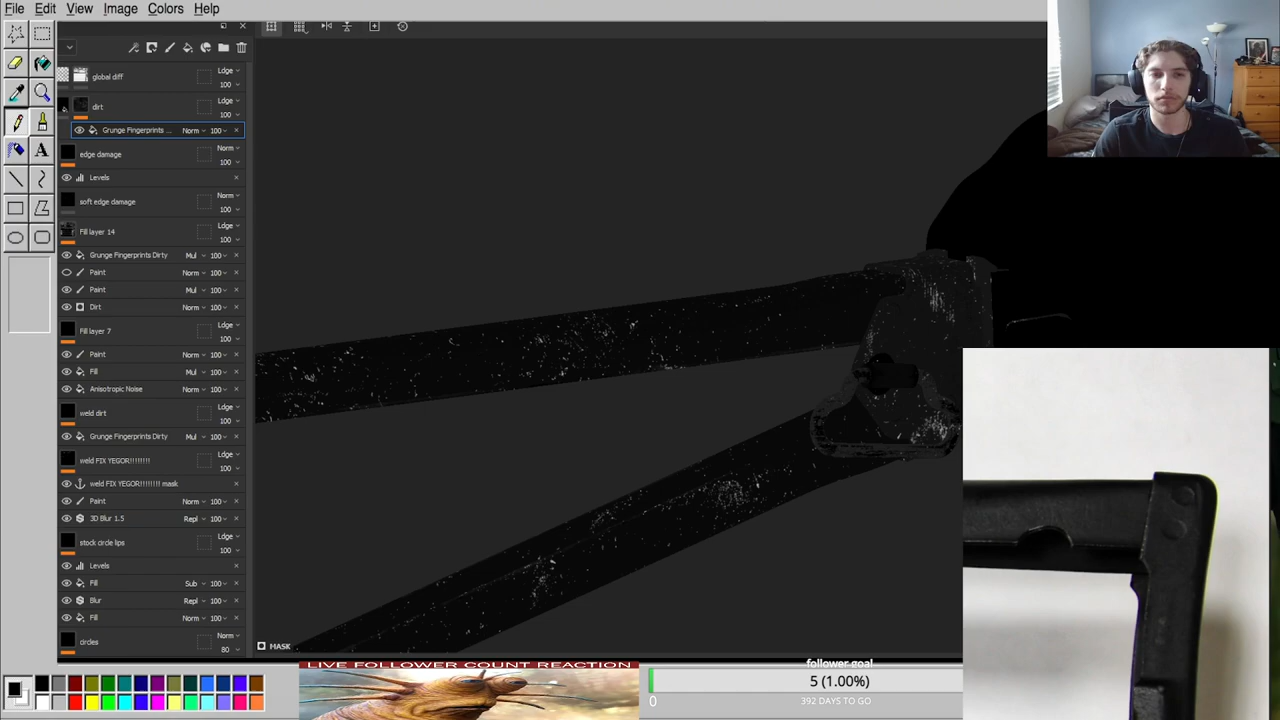 File Edit View Image Colors Help
global diff Ldge 100
dirt Ldge 100
Grunge Fingerprints ... Norm 100
edge damage Norm 100
Levels
soft edge damage Norm 100
Fill layer 14 Ldge 100
Grunge Fingerprints Dirty Mul 100
Paint Norm 100
Paint Mul 100
Dirt Norm 100
Fill layer 7 Ldge 100
Paint Norm 100
Fill Mul 100
Anisotropic Noise Norm 100
weld dirt Ldge 100
Grunge Fingerprints Dirty Mul 100
weld FIX YEGOR!!!!!!!! Ldge 100
weld FIX YEGOR!!!!!!!! mask
Paint Norm 100
3D Blur 1.5 Repl 100
stock circle lips Ldge 100
Levels
Fill Sub 100
Blur Repl 100
Fill Norm 100
circles Norm 80
MASK
LIVE FOLLOWER COUNT REACTION
follower goal
5 (1.00%)
0
392 DAYS TO GO